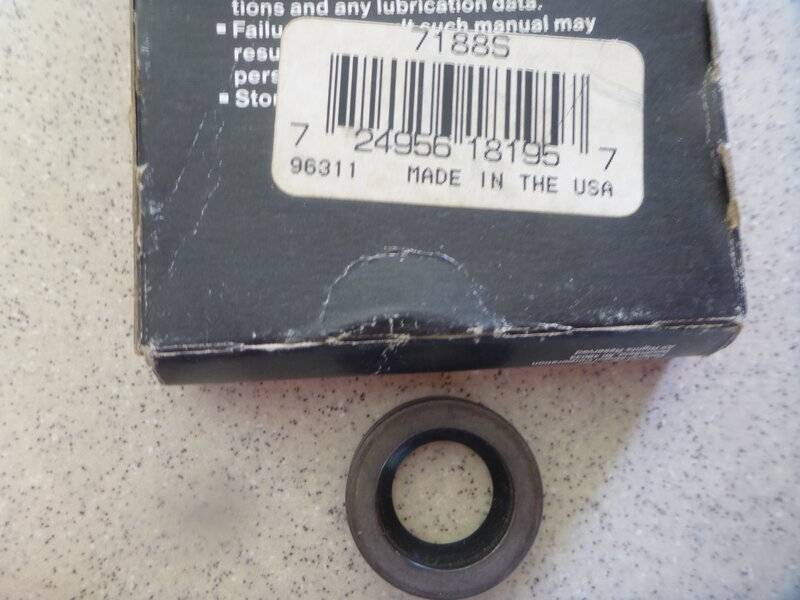 tions and any lubrication data.
▪ Failu such manual may
resu
pers
▪ Stor
7188S
7 24956 18195 7
96311 MADE IN THE USA